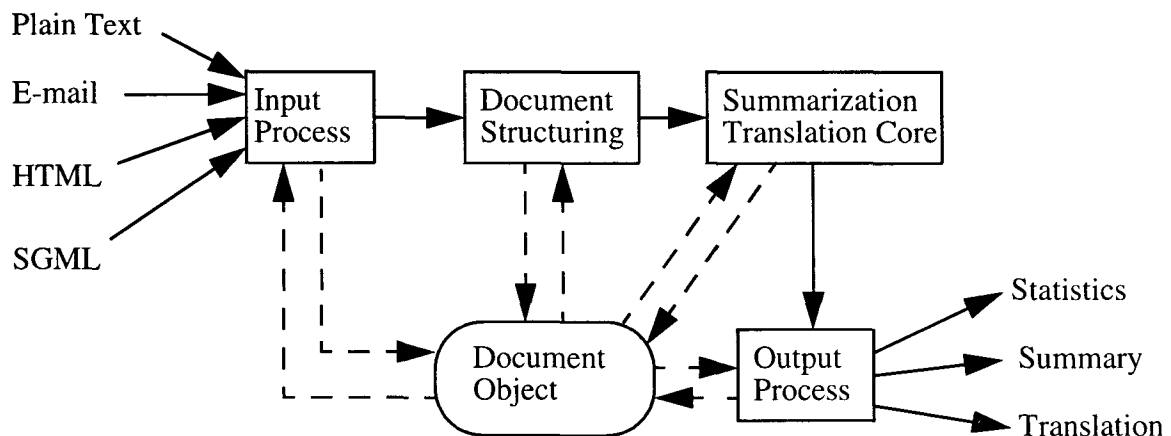 Plain Text
E-mail
HTML
SGML
Input
Process
Document
Structuring
Summarization
Translation Core
Document
Object
Output
Process
Statistics
Summary
Translation